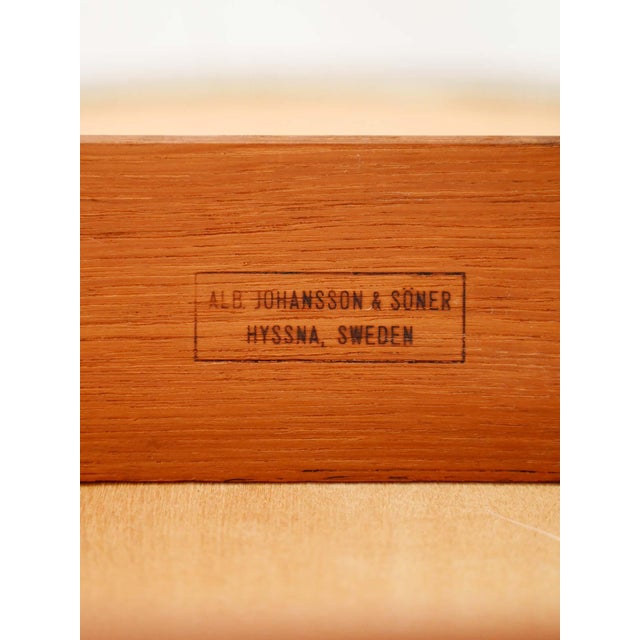 ALB. JOHANSSON & SÖNER
HYSSNA, SWEDEN